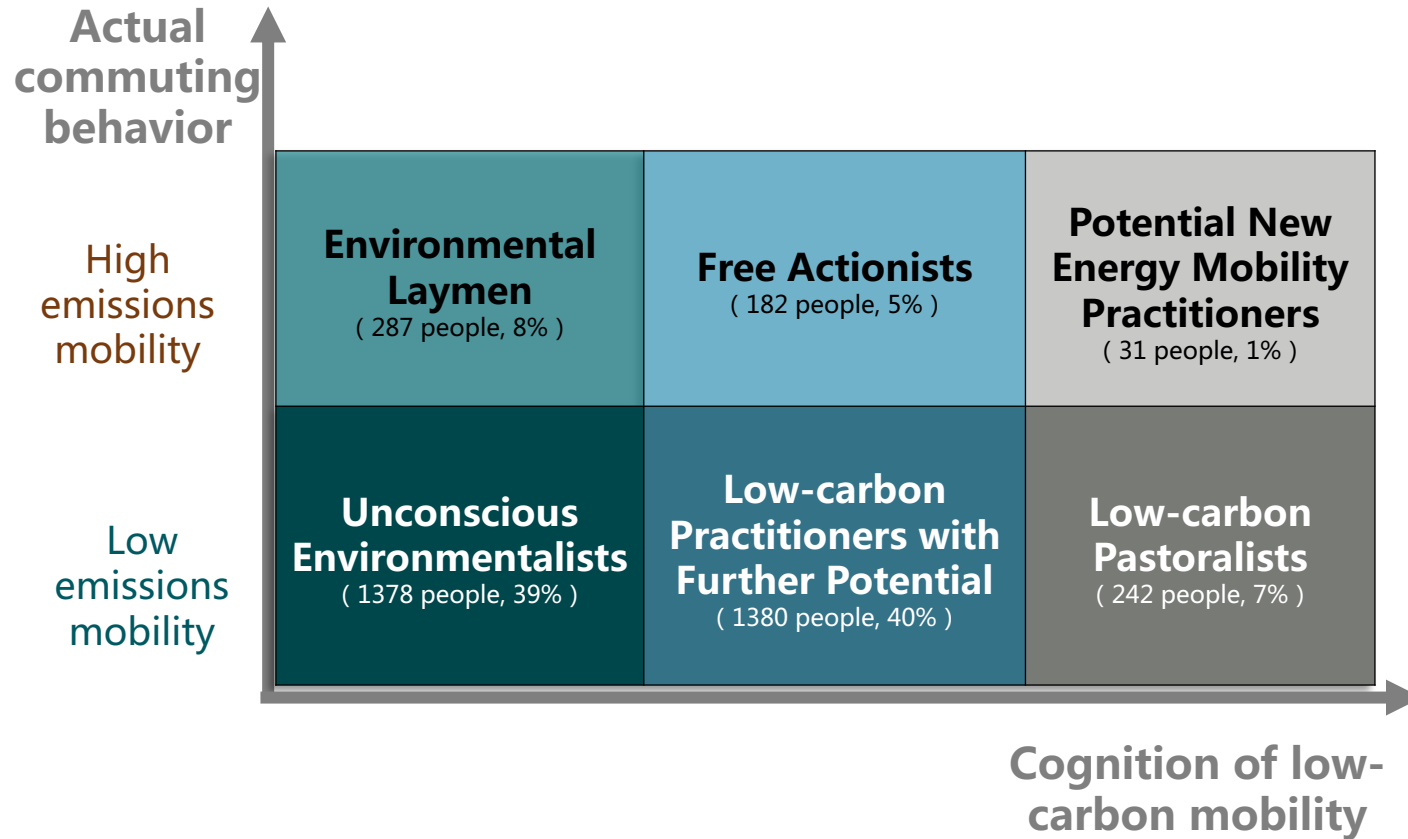 Actual
commuting
behavior
High
emissions
mobility
Environmental
Laymen
( 287 people, 8% )
Free Actionists
( 182 people, 5% )
Potential New
Energy Mobility
Practitioners
( 31 people, 1% )
Low
emissions
mobility
Unconscious
Environmentalists
( 1378 people, 39% )
Low-carbon
Practitioners with
Further Potential
( 1380 people, 40% )
Low-carbon
Pastoralists
( 242 people, 7% )
Cognition of low-
carbon mobility